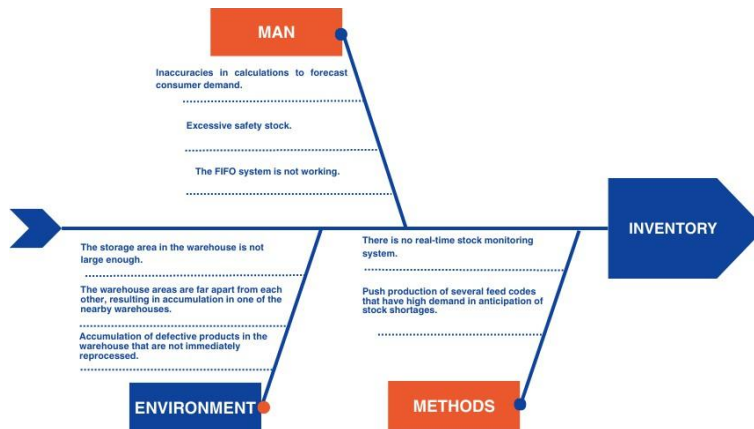 MAN
Inaccuracies in calculations to forecast
consumer demand.
Excessive safety stock.
The FIFO system is not working.
INVENTORY
The storage area in the warehouse is not
large enough.
The warehouse areas are far apart from each
other, resulting in accumulation in one of the
nearby warehouses.
Accumulation of defective products in the
warehouse that are not immediately
reprocessed.
ENVIRONMENT
There is no real-time stock monitoring
system.
Push production of several feed codes
that have high demand in anticipation of
stock shortages.
METHODS